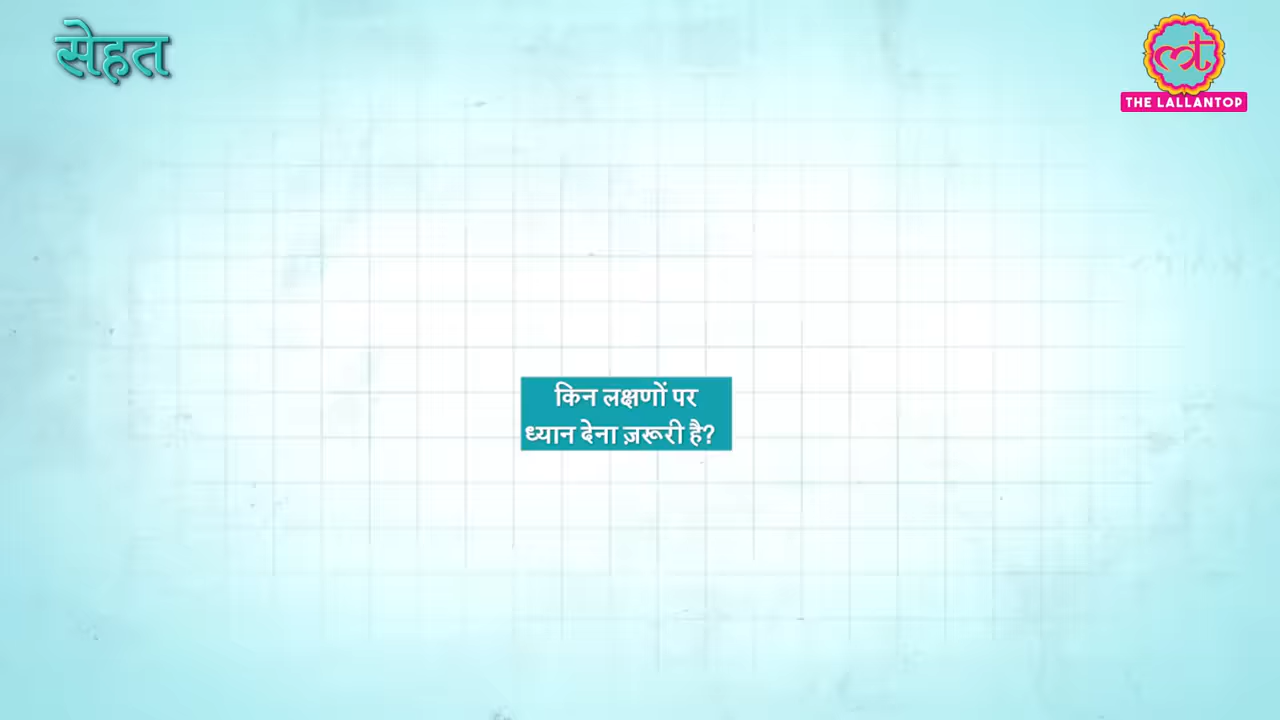 सेहत
THE LALLANTOP
किन लक्षणों पर
ध्यान देना ज़रूरी है?